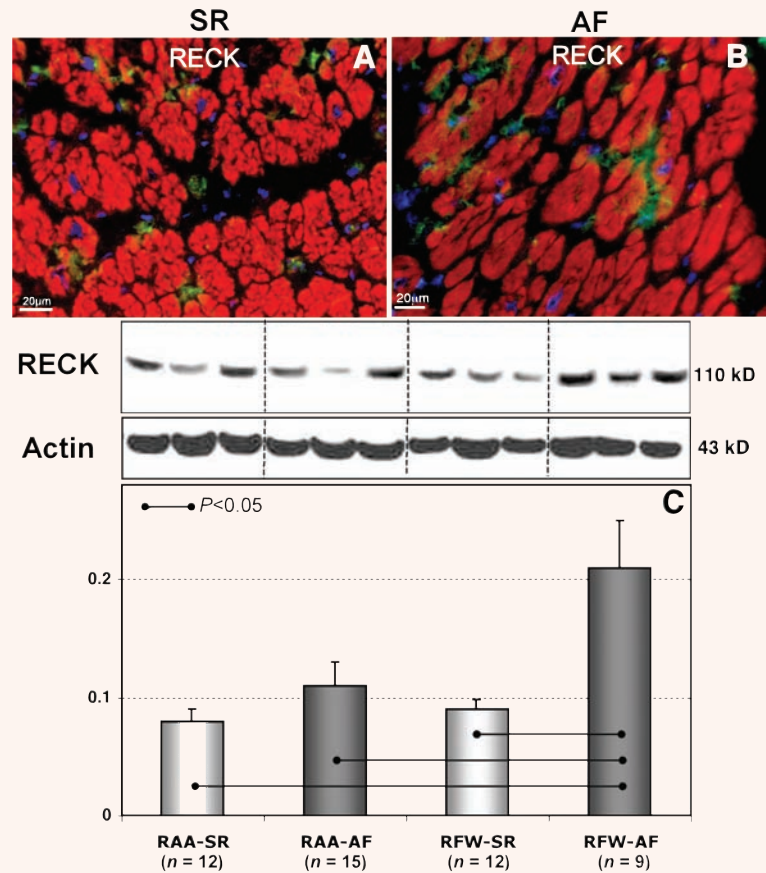 SR
AF
RECK
A
RECK
B
20μm
20μm
RECK
110 kD
Actin
43 kD
C
P<0.05
0.2
0.1
0
RAA-SR
RAA-AF
RFW-SR
RFW-AF
(n = 12)
(n = 15)
(n = 12)
(n = 9)